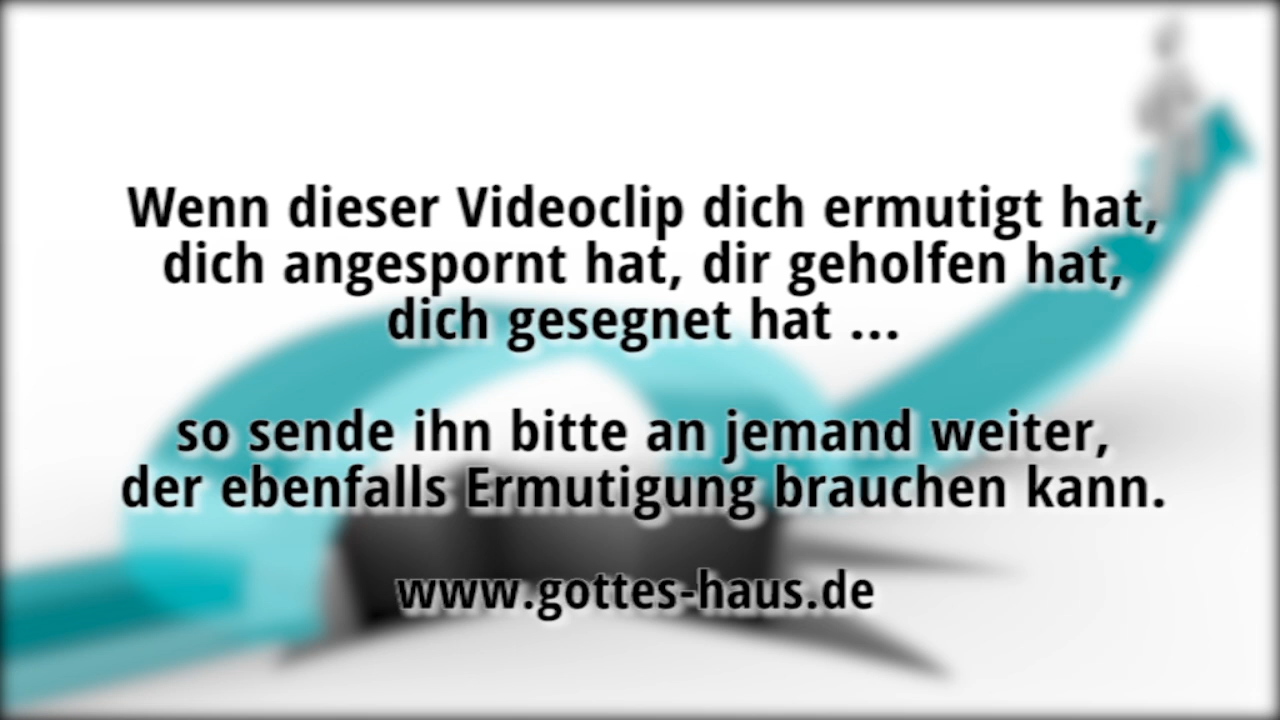 Wenn dieser Videoclip dich ermutigt hat,
dich angespornt hat, dir geholfen hat,
dich gesegnet hat ...
so sende ihn bitte an jemand weiter,
der ebenfalls Ermutigung brauchen kann.
www.gottes-haus.de